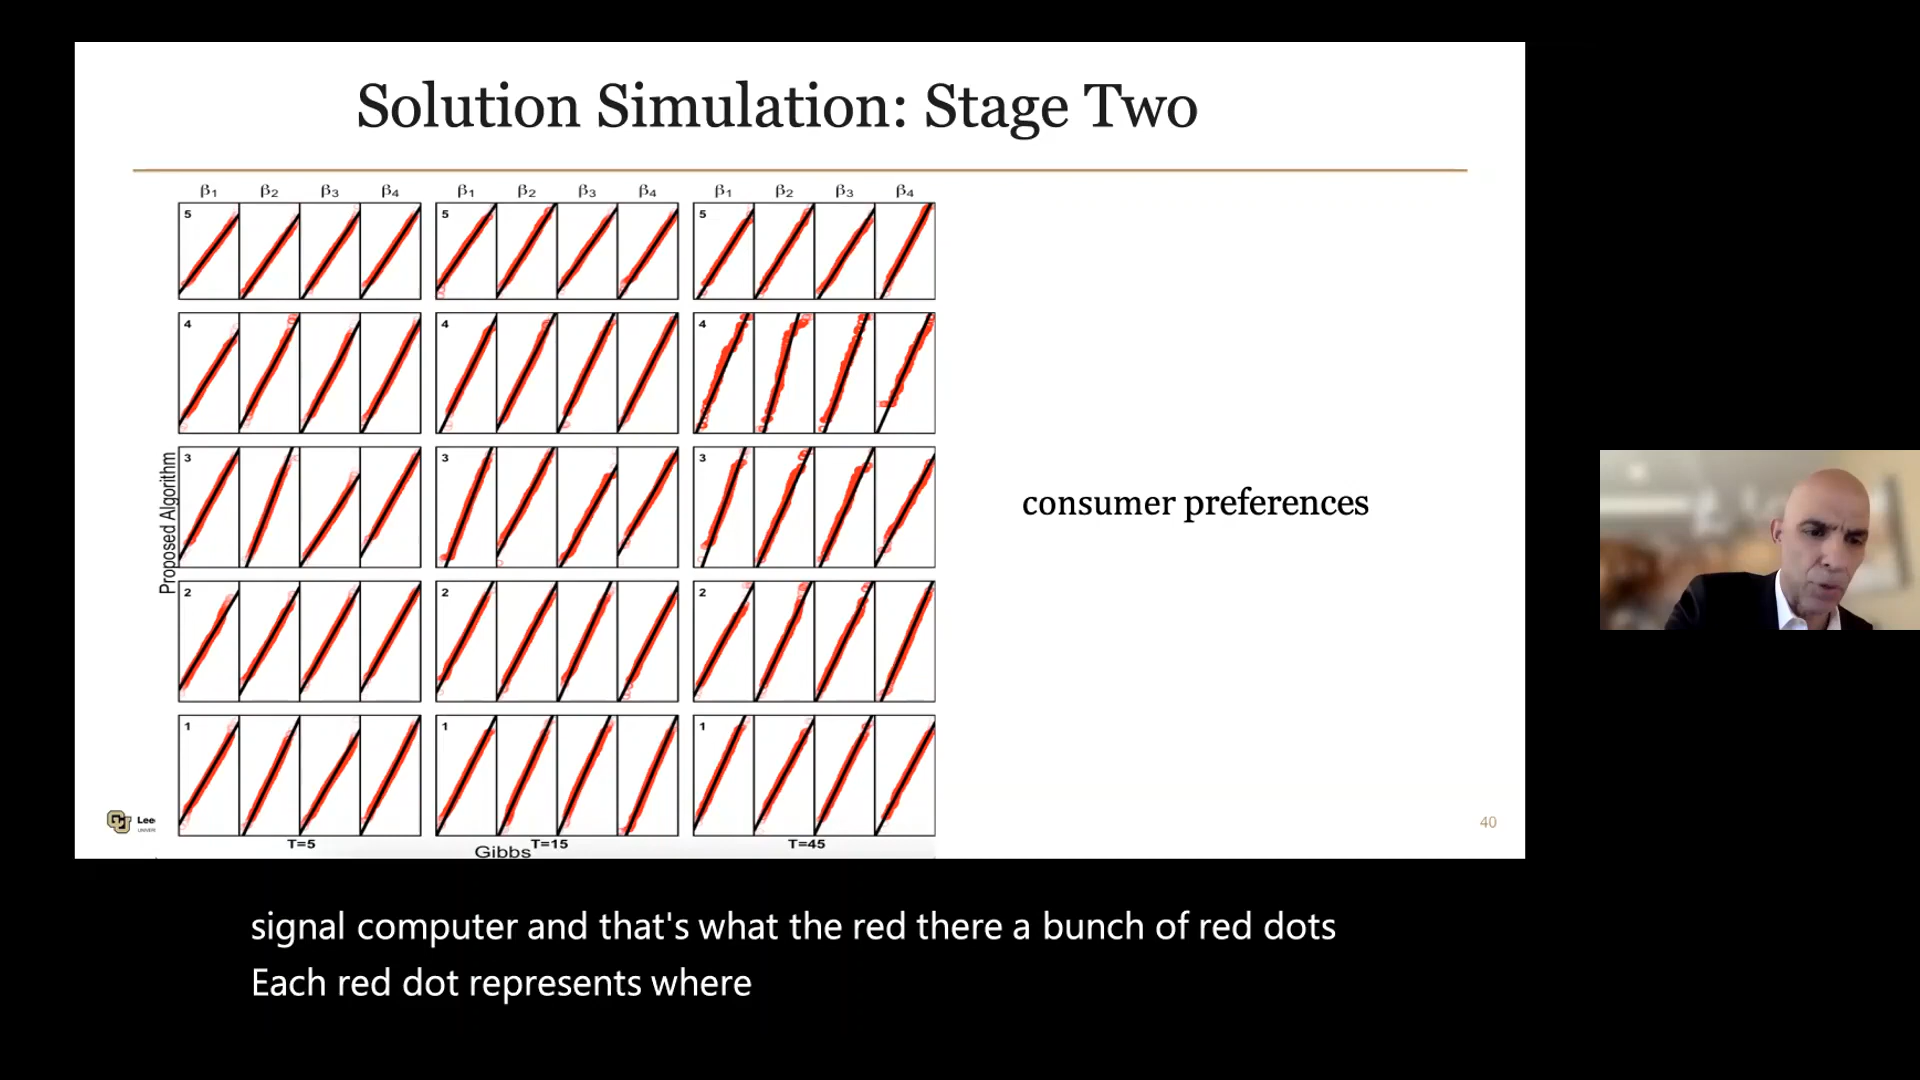 Solution Simulation: Stage Two
β1 β2 β3 β4 β1 β2 β3 β4 β1 β2 β3 β4
5 5 5
4 4 4
3 3 3
Proposed Algorithm
consumer preferences
2 2 2
1 1 1
Lee
UNIVERS
40
T=5 T=15 T=45
Gibbs
signal computer and that's what the red there a bunch of red dots
Each red dot represents where